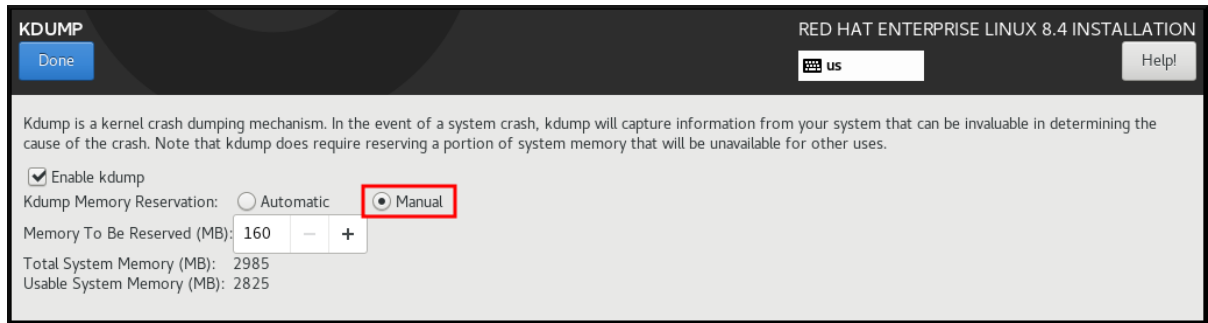 KDUMP
RED HAT ENTERPRISE LINUX 8.4 INSTALLATION
Done
us
Help!
Kdump is a kernel crash dumping mechanism. In the event of a system crash, kdump will capture information from your system that can be invaluable in determining the
cause of the crash. Note that kdump does require reserving a portion of system memory that will be unavailable for other uses.
Enable kdump
Kdump Memory Reservation: Automatic Manual
Memory To Be Reserved (MB): 160 − +
Total System Memory (MB): 2985
Usable System Memory (MB): 2825